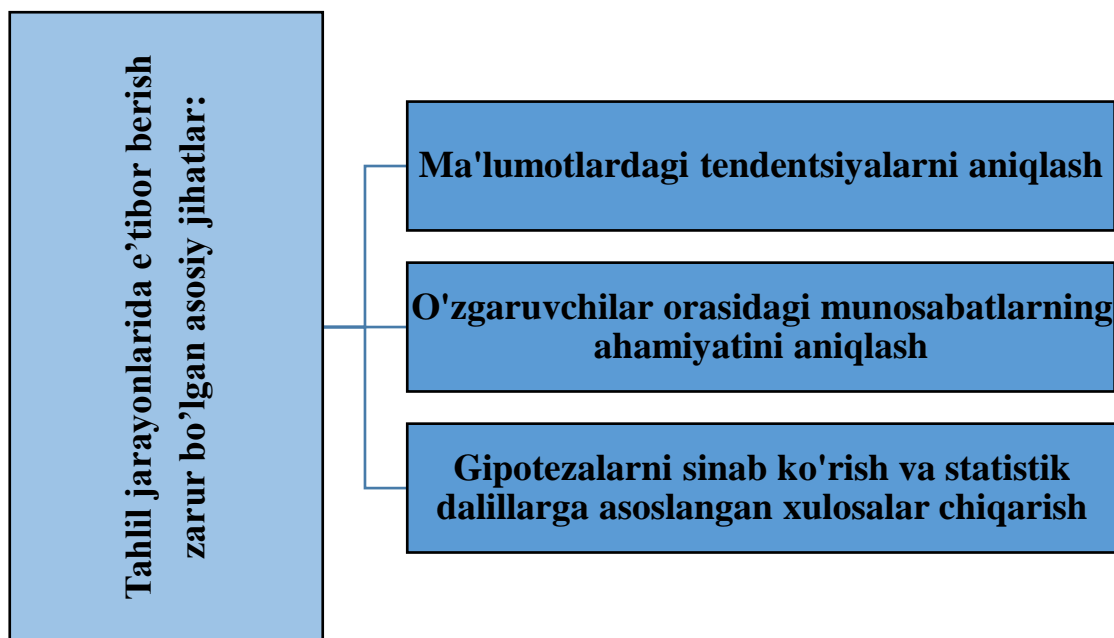 Tahlil jarayonlarida e’tibor berish
zarur bo’lgan asosiy jihatlar:
Ma'lumotlardagi tendentsiyalarni aniqlash
O'zgaruvchilar orasidagi munosabatlarning
ahamiyatini aniqlash
Gipotezalarni sinab ko'rish va statistik
dalillarga asoslangan xulosalar chiqarish